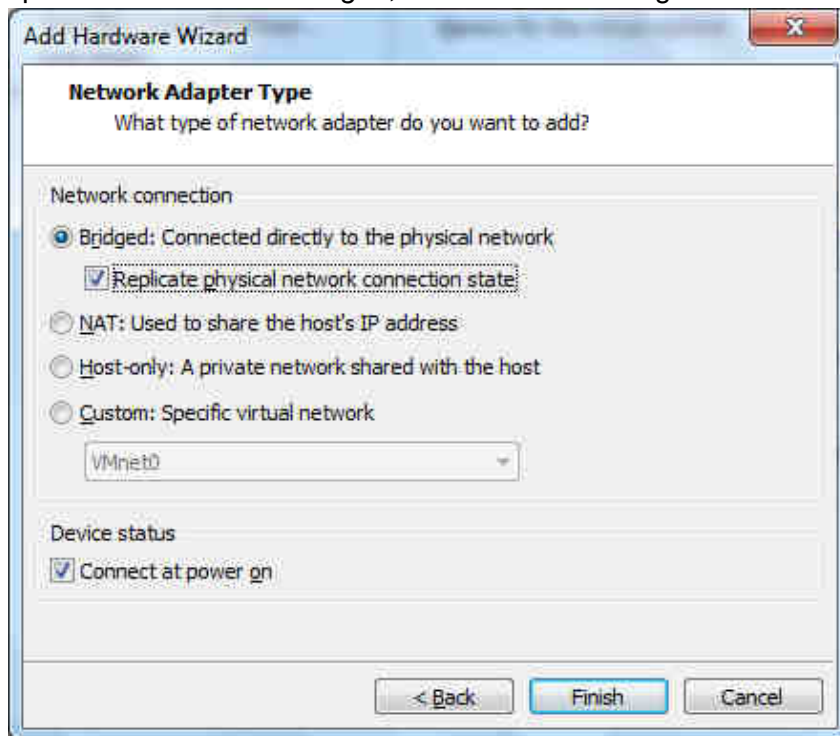 Add Hardware Wizard
Network Adapter Type
What type of network adapter do you want to add?
Network connection
Bridged: Connected directly to the physical network
Replicate physical network connection state
NAT: Used to share the host's IP address
Host-only: A private network shared with the host
Custom: Specific virtual network
VMnet0
Device status
Connect at power on
< Back Finish Cancel